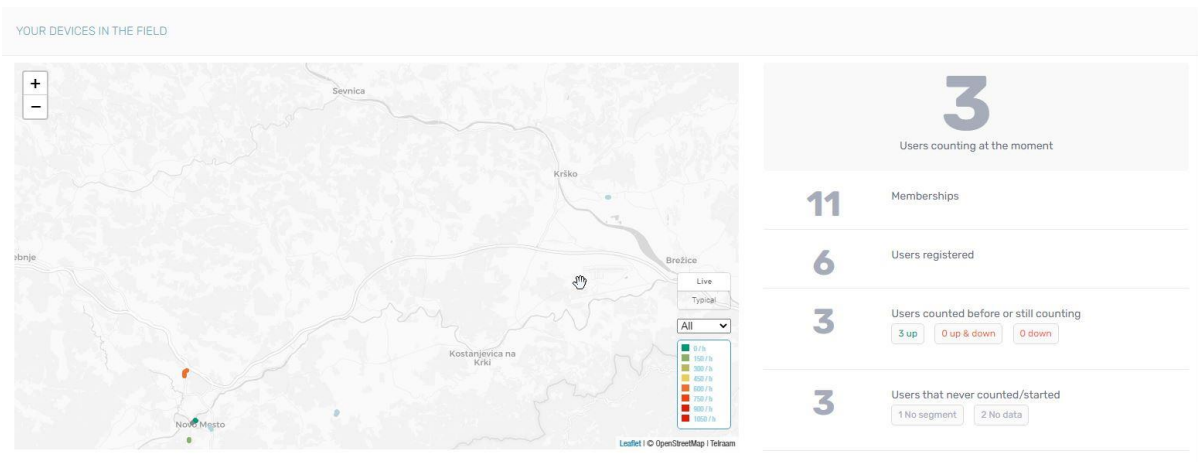 YOUR DEVICES IN THE FIELD
+
−
Sevnica
Krško
ebnje
Brežice
Kostanjevica na
Krki
Novo Mesto
Live
Typical
All
0 / h
150 / h
300 / h
450 / h
600 / h
750 / h
900 / h
1050 / h
Leaflet | © OpenStreetMap | Telraam
3
Users counting at the moment
11
Memberships
6
Users registered
3
Users counted before or still counting
3 up
0 up & down
0 down
3
Users that never counted/started
1 No segment
2 No data